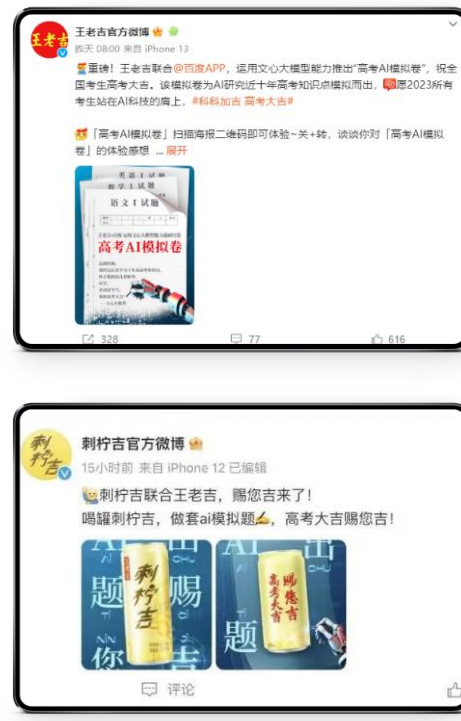 王老吉
王老吉官方微博
昨天 08:00 来自 iPhone 13
重磅！王老吉联合@百度APP，运用文心大模型能力推出“高考AI模拟卷”，祝全
国考生高考大吉。该模拟卷为AI研究近十年高考知识点模拟而出，愿2023所有
考生站在AI科技的肩上，#科科加吉 高考大吉#
「高考AI模拟卷」扫描海报二维码即可体验~关+转，谈谈你对「高考AI模拟
卷」的体验感想 ... 展开
英语 I 试题
数学 I 试题
语文 I 试题
高考AI模拟卷
328
77
616
刺柠吉
刺柠吉官方微博
15小时前 来自 iPhone 12 已编辑
刺柠吉联合王老吉，赐您吉来了！
喝罐刺柠吉，做套ai模拟题，高考大吉赐您吉！
AI
出
题
赐
NIN
您
吉
刺柠吉
出
题
赐您吉
高考大吉
评论